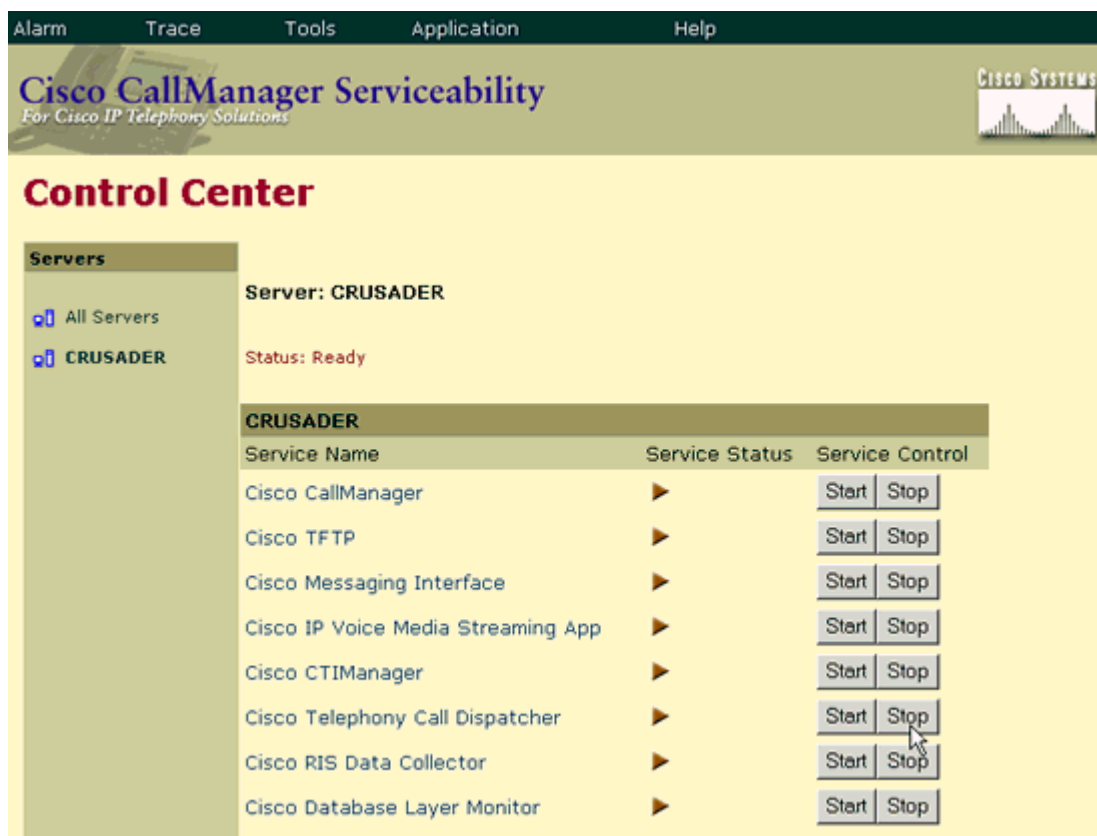 Alarm Trace Tools Application Help
Cisco CallManager Serviceability
For Cisco IP Telephony Solutions
CISCO SYSTEMS
Control Center
Servers
All Servers
CRUSADER
Server: CRUSADER
Status: Ready
CRUSADER
Service Name Service Status Service Control
Cisco CallManager Start Stop
Cisco TFTP Start Stop
Cisco Messaging Interface Start Stop
Cisco IP Voice Media Streaming App Start Stop
Cisco CTIManager Start Stop
Cisco Telephony Call Dispatcher Start Stop
Cisco RIS Data Collector Start Stop
Cisco Database Layer Monitor Start Stop